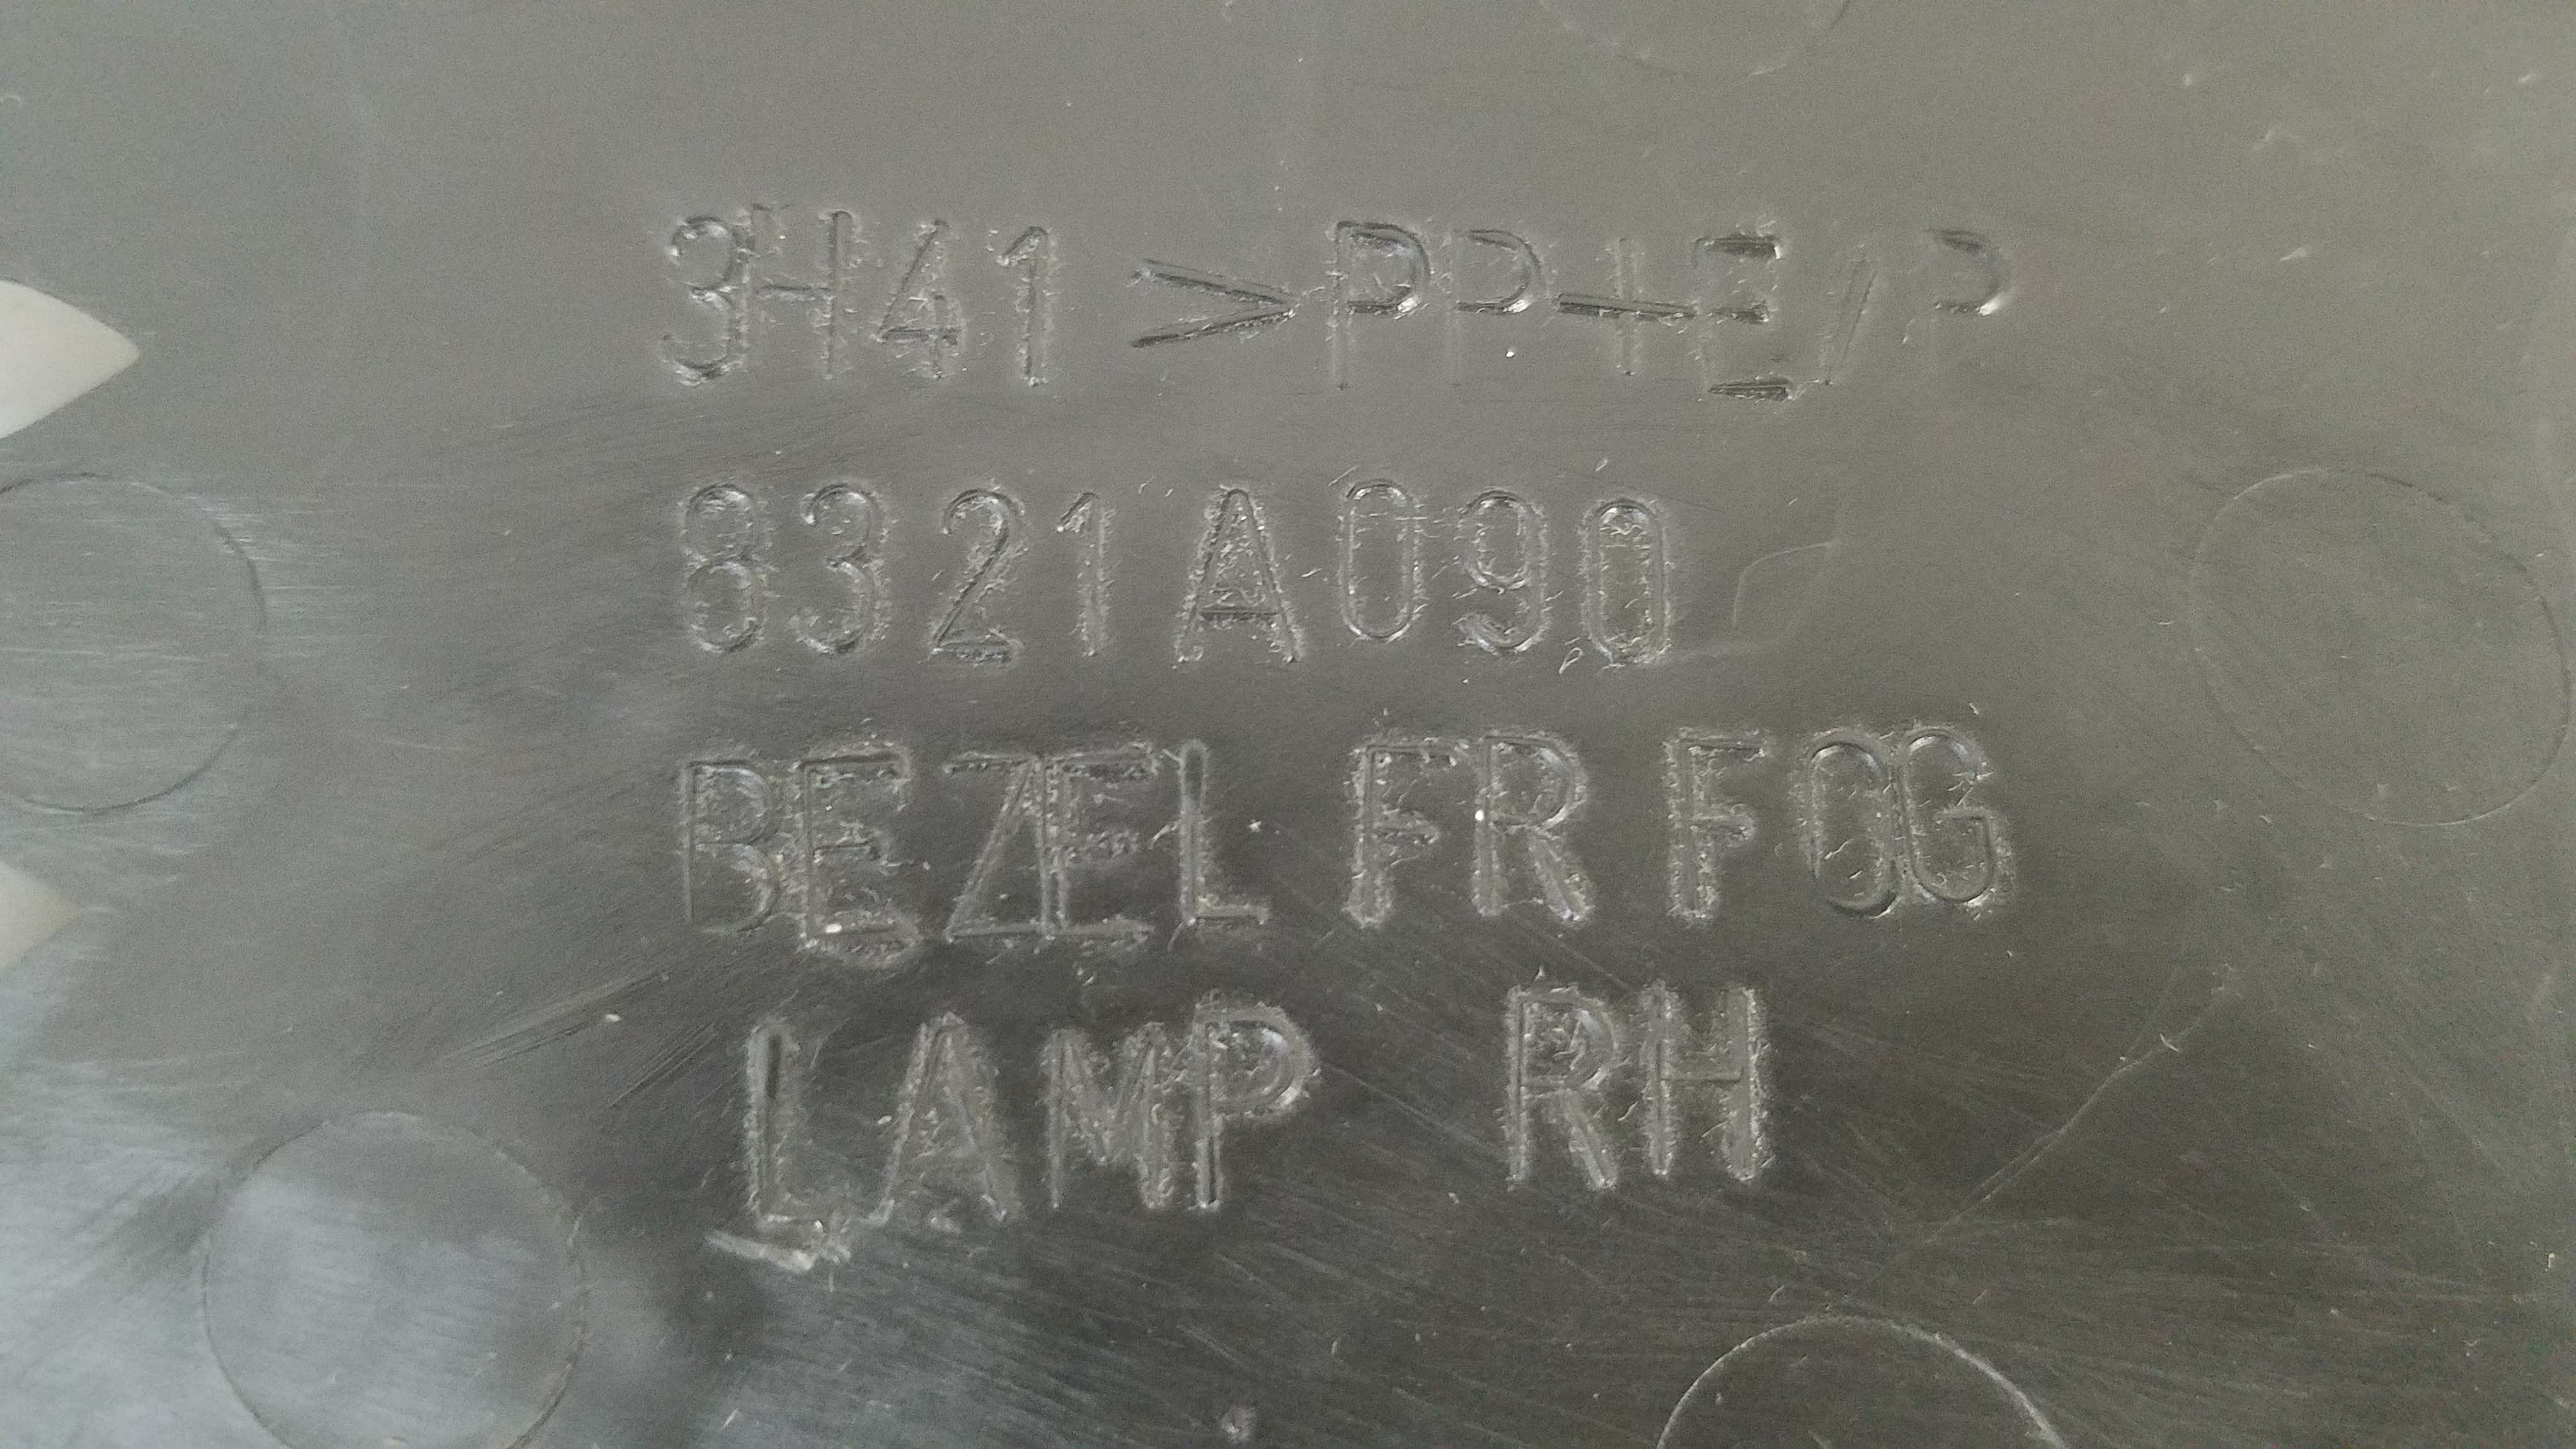 3H41 >PP+E/P
8321A090
BEZEL FR FOG
LAMP RH